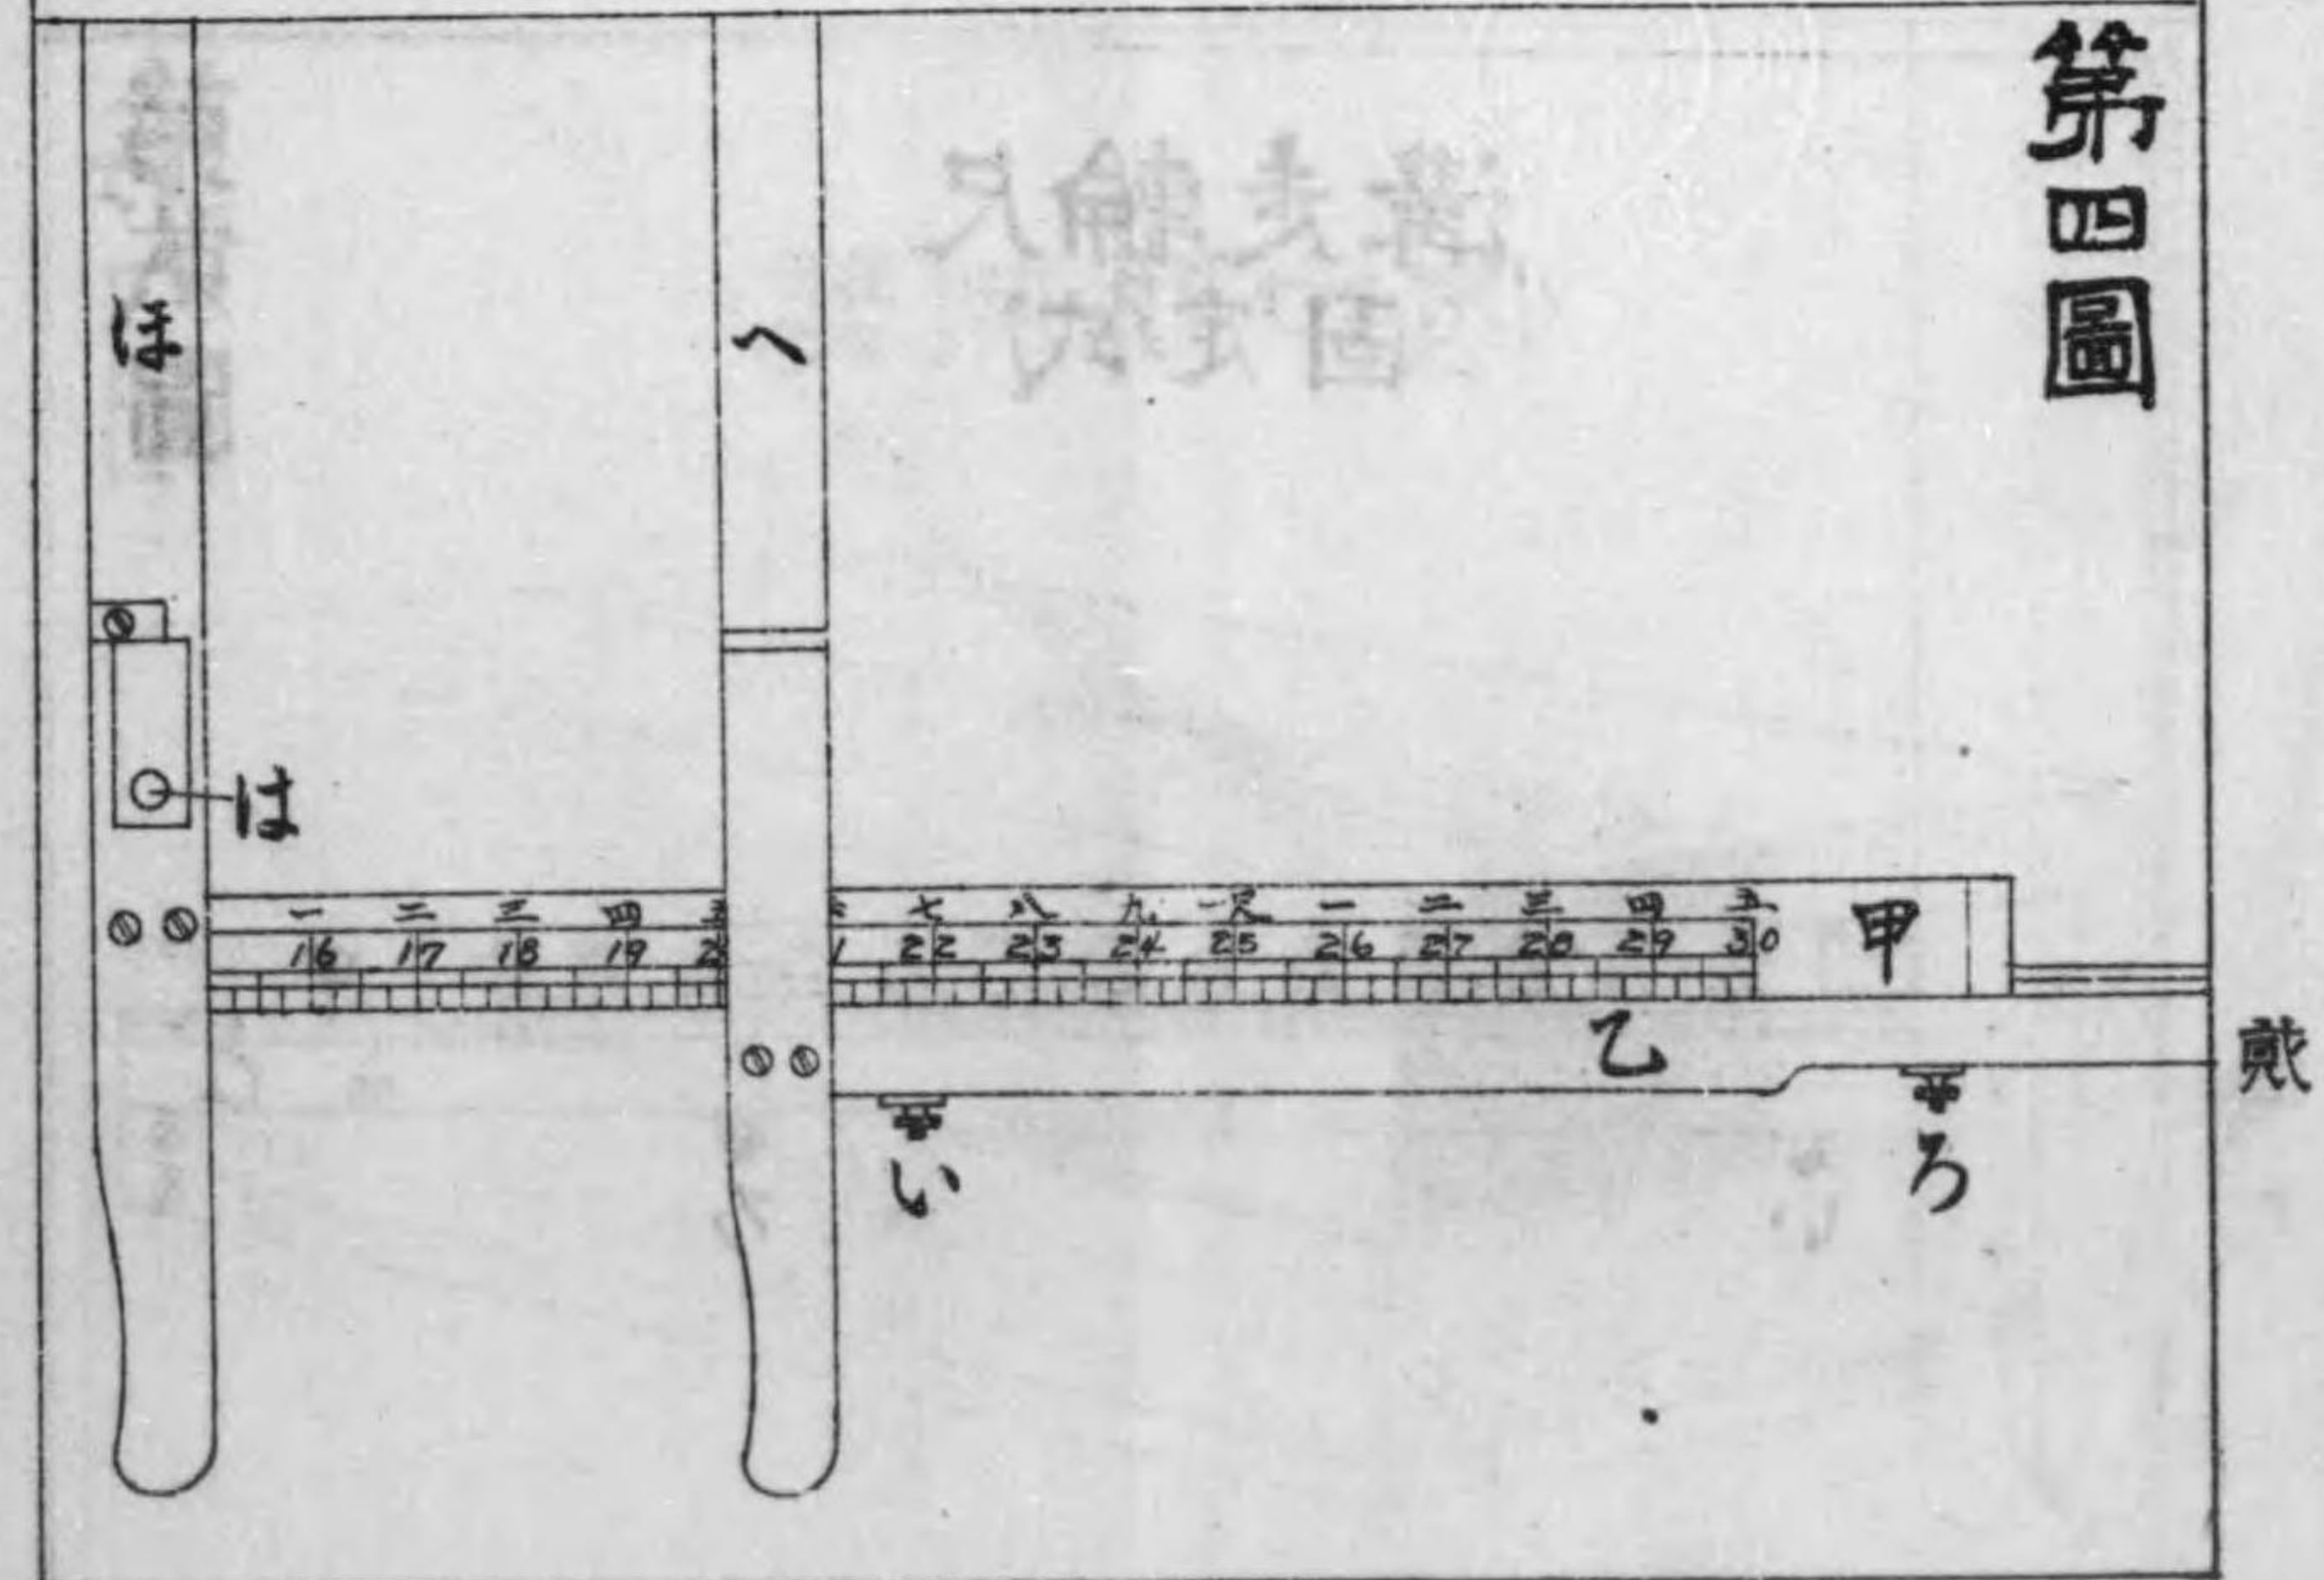 第四圖
ほ
へ
は
一 二 三 四 七 八 九 一尺 一 二 三 四 五
16 17 18 19 22 23 24 25 26 27 28 29 30
甲
乙
い
ろ